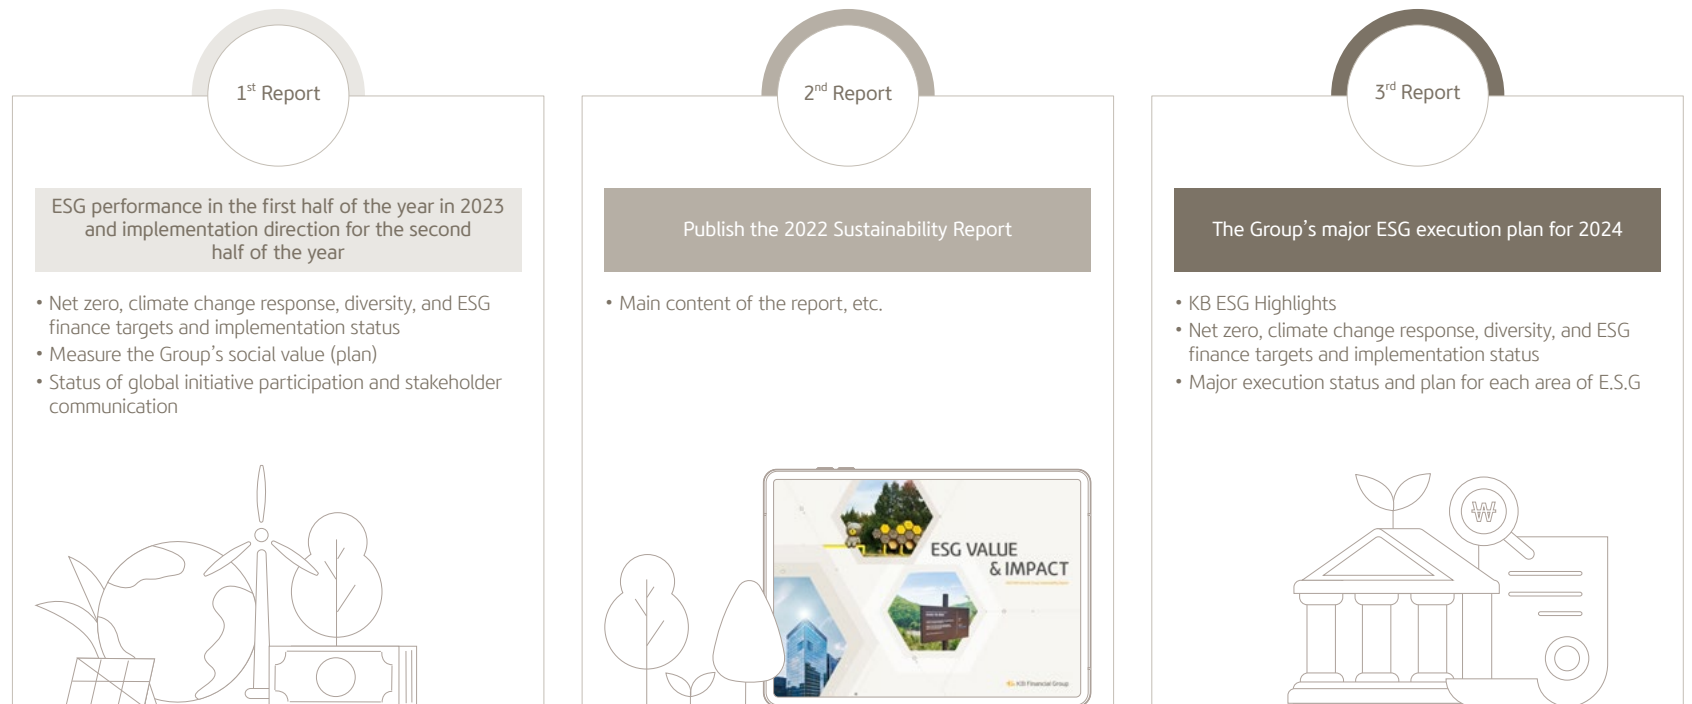 1st Report
ESG performance in the first half of the year in 2023
and implementation direction for the second
half of the year
• Net zero, climate change response, diversity, and ESG
finance targets and implementation status
• Measure the Group's social value (plan)
• Status of global initiative participation and stakeholder
communication
2nd Report
Publish the 2022 Sustainability Report
• Main content of the report, etc.
ESG VALUE
& IMPACT
KB Financial Group
3rd Report
The Group's major ESG execution plan for 2024
• KB ESG Highlights
• Net zero, climate change response, diversity, and ESG
finance targets and implementation status
• Major execution status and plan for each area of E.S.G
₩